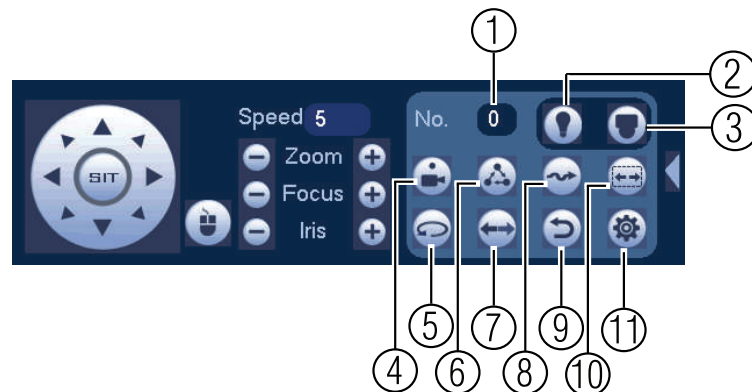 ①
②
Speed 5 No. 0
③
Zoom
SIT Focus
Iris
⑤ ⑦ ⑨ ⑪
④ ⑥ ⑧ ⑩